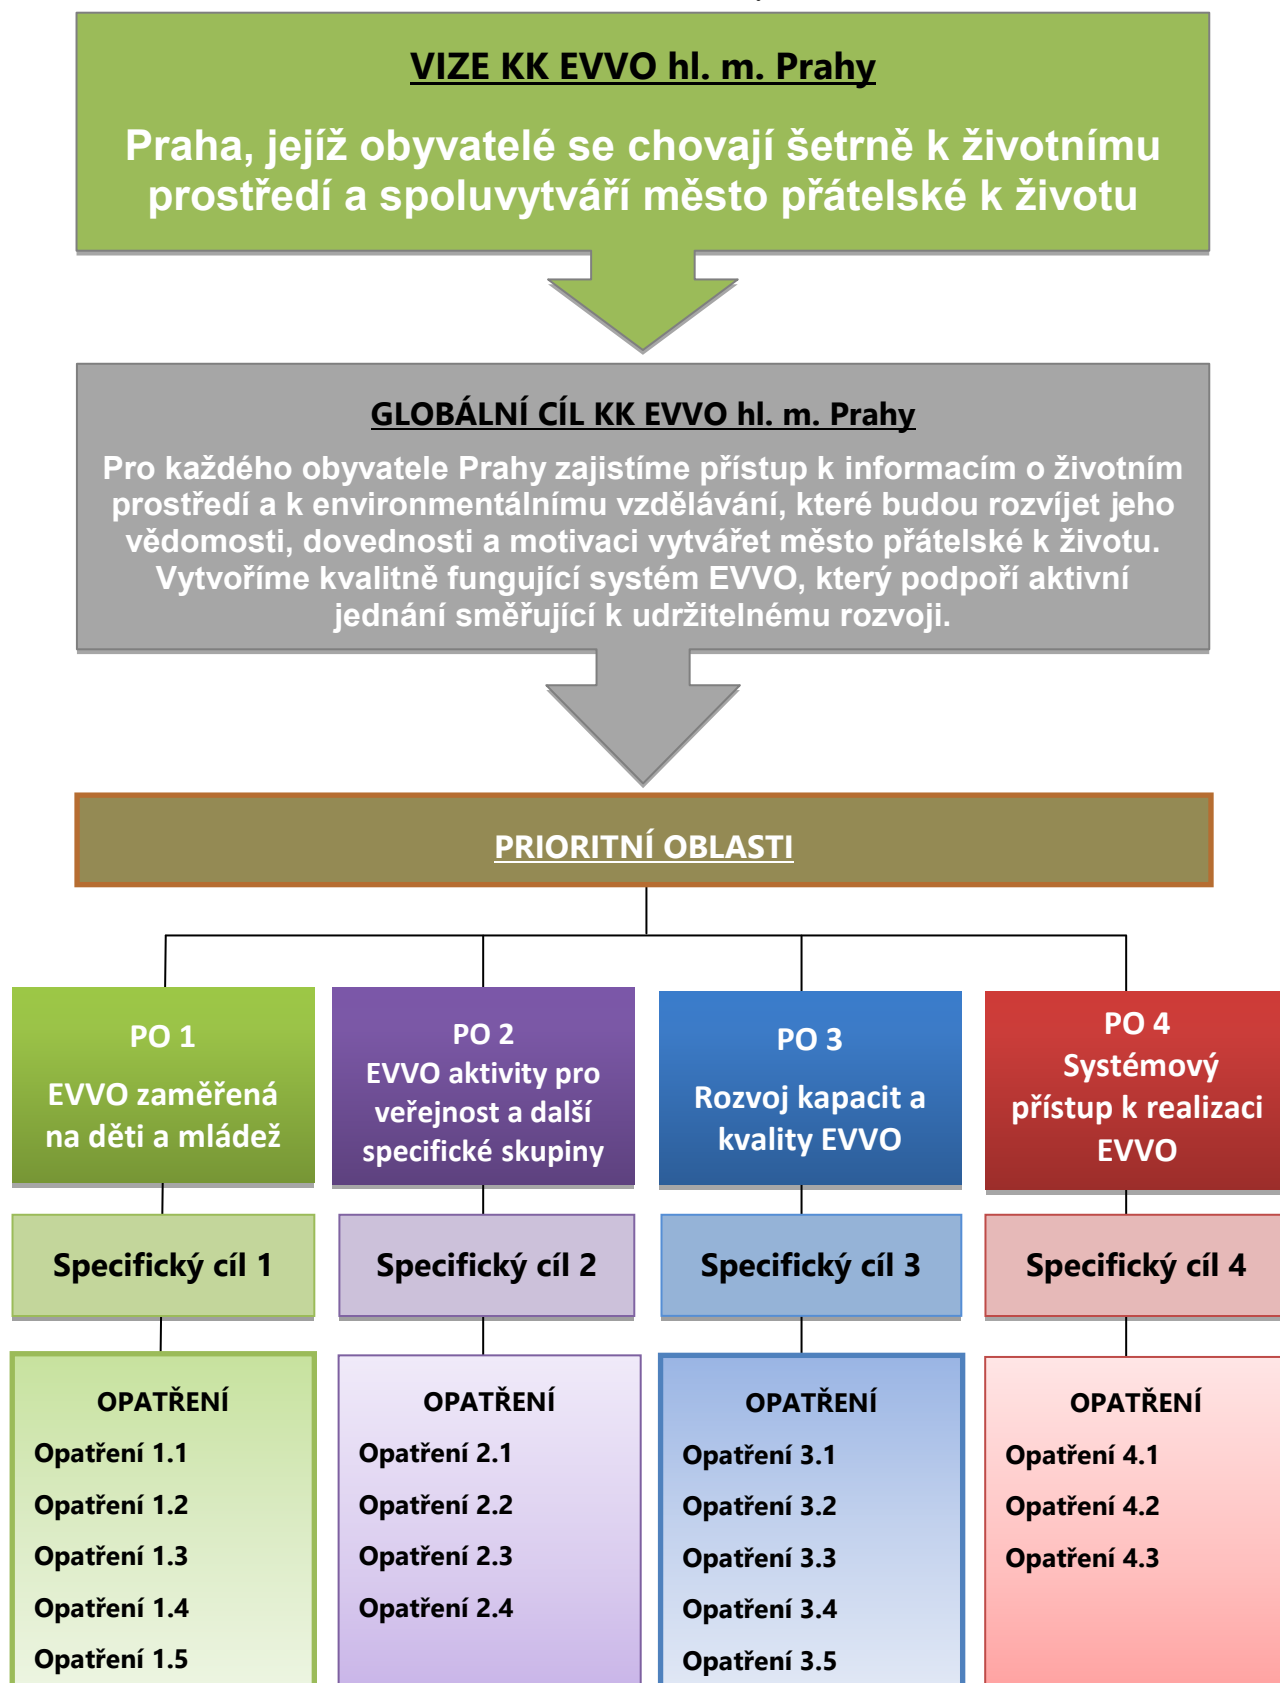 VIZE KK EVVO hl. m. Prahy
Praha, jejíž obyvatelé se chovají šetrně k životnímu
prostředí a spoluvytváří město přátelské k životu
GLOBÁLNÍ CÍL KK EVVO hl. m. Prahy
Pro každého obyvatele Prahy zajistíme přístup k informacím o životním
prostředí a k environmentálnímu vzdělávání, které budou rozvíjet jeho
vědomosti, dovednosti a motivaci vytvářet město přátelské k životu.
Vytvoříme kvalitně fungující systém EVVO, který podpoří aktivní
jednání směřující k udržitelnému rozvoji.
PRIORITNÍ OBLASTI
PO 1
EVVO zaměřená
na děti a mládež
PO 2
EVVO aktivity pro
veřejnost a další
specifické skupiny
PO 3
Rozvoj kapacit a
kvality EVVO
PO 4
Systémový
přístup k realizaci
EVVO
Specifický cíl 1
Specifický cíl 2
Specifický cíl 3
Specifický cíl 4
OPATŘENÍ
Opatření 1.1
Opatření 1.2
Opatření 1.3
Opatření 1.4
Opatření 1.5
OPATŘENÍ
Opatření 2.1
Opatření 2.2
Opatření 2.3
Opatření 2.4
OPATŘENÍ
Opatření 3.1
Opatření 3.2
Opatření 3.3
Opatření 3.4
Opatření 3.5
OPATŘENÍ
Opatření 4.1
Opatření 4.2
Opatření 4.3